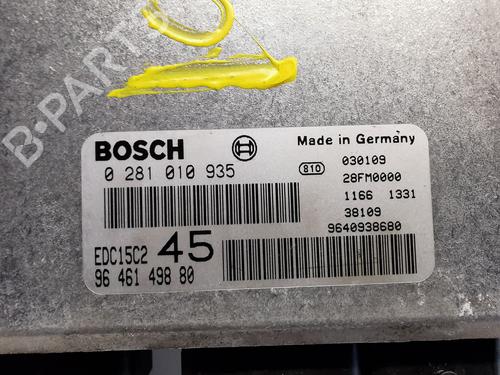 B-PARTS
BOSCH
Made in Germany
0 281 010 935
810
030109
28FM0000
1166 1331
38109
9640938680
EDC15C2 45
96 461 498 80